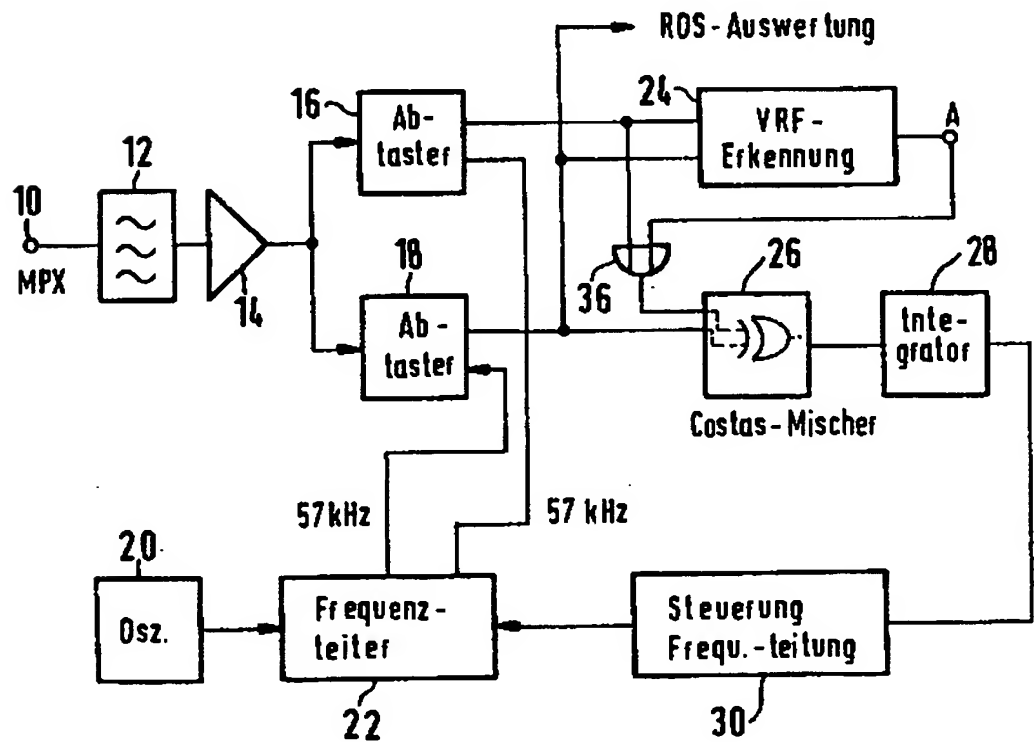 RDS-Auswertung
16
Ab-
taster
24
VRF-
Erkennung
A
12
10
MPX
14
18
Ab-
taster
36
26
28
Inte-
grator
Costas-Mischer
57kHz
57 kHz
20
Osz.
Frequenz-
teiler
22
Steuerung
Frequ.-teilung
30